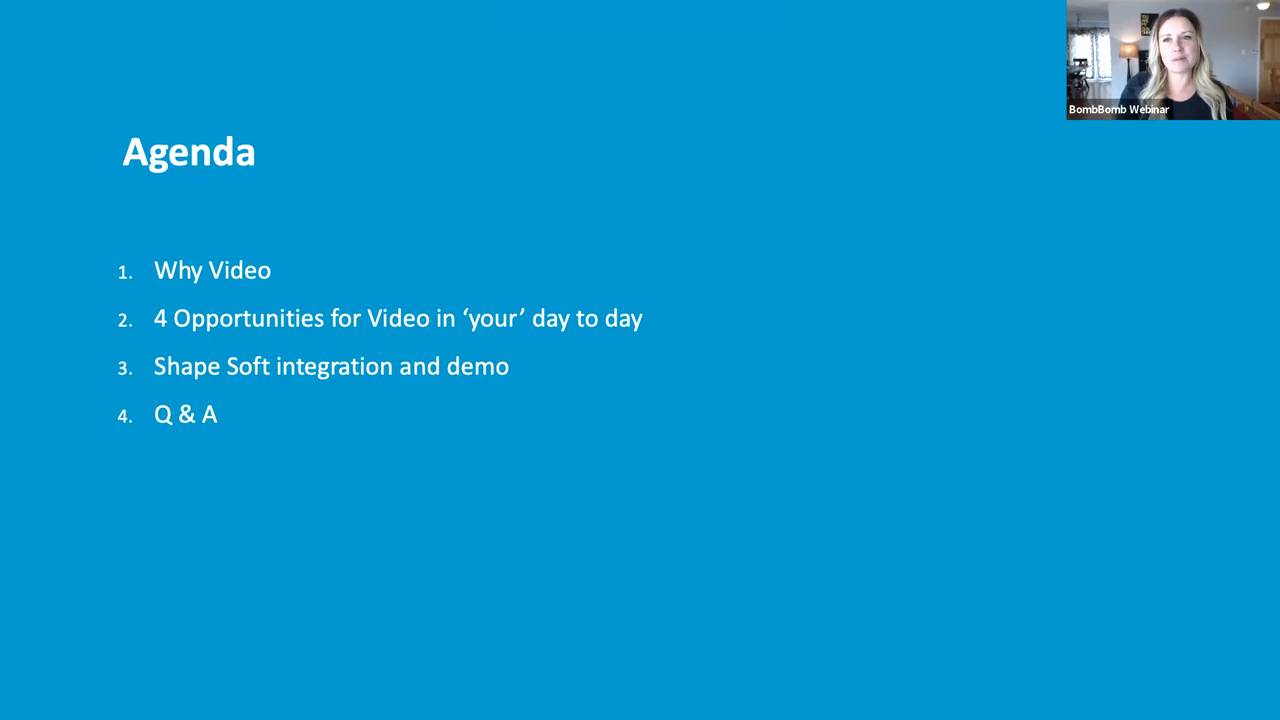 BombBomb Webinar
Agenda
1. Why Video
2. 4 Opportunities for Video in ‘your’ day to day
3. Shape Soft integration and demo
4. Q & A